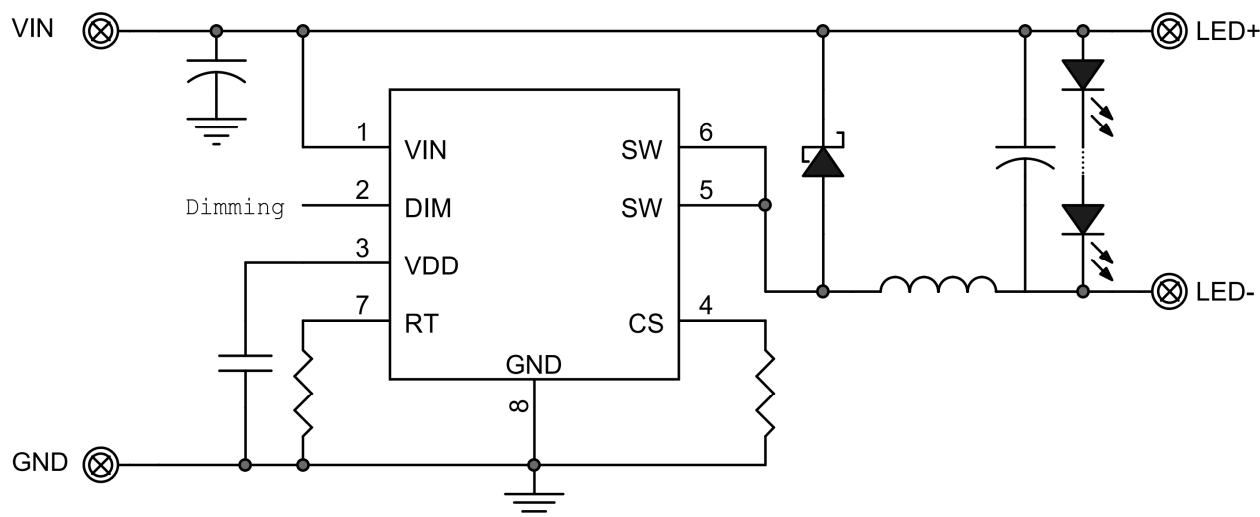 VIN
LED+
1
VIN
SW
6
Dimming
2
DIM
SW
5
3
VDD
LED-
7
RT
CS
4
GND
8
GND